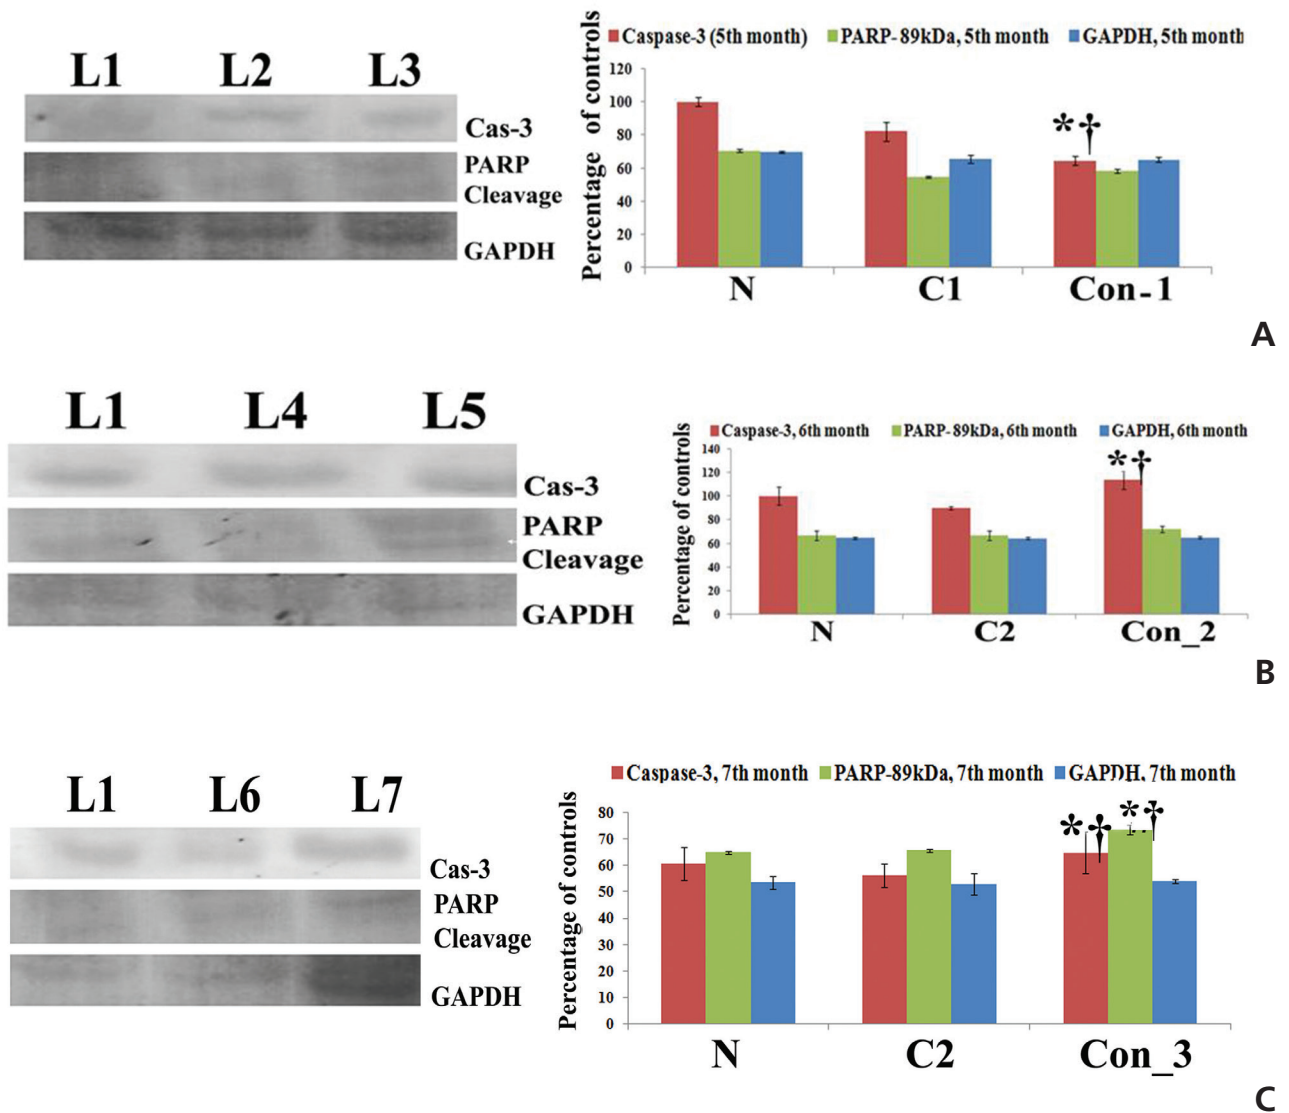 L1 L2 L3
Cas-3
PARP
Cleavage
GAPDH
Caspase-3 (5th month) PARP- 89kDa, 5th month GAPDH, 5th month
Percentage of controls
120
100
80
60
40
20
0
*†
N C1 Con-1
A
L1 L4 L5
Cas-3
PARP
Cleavage
GAPDH
Caspase-3, 6th month PARP- 89kDa, 6th month GAPDH, 6th month
Percentage of controls
140
120
100
80
60
40
20
0
*†
N C2 Con_2
B
L1 L6 L7
Cas-3
PARP
Cleavage
GAPDH
Caspase-3, 7th month PARP-89kDa, 7th month GAPDH, 7th month
Percentage of controls
80
70
60
50
40
30
20
10
0
*† *†
N C2 Con_3
C